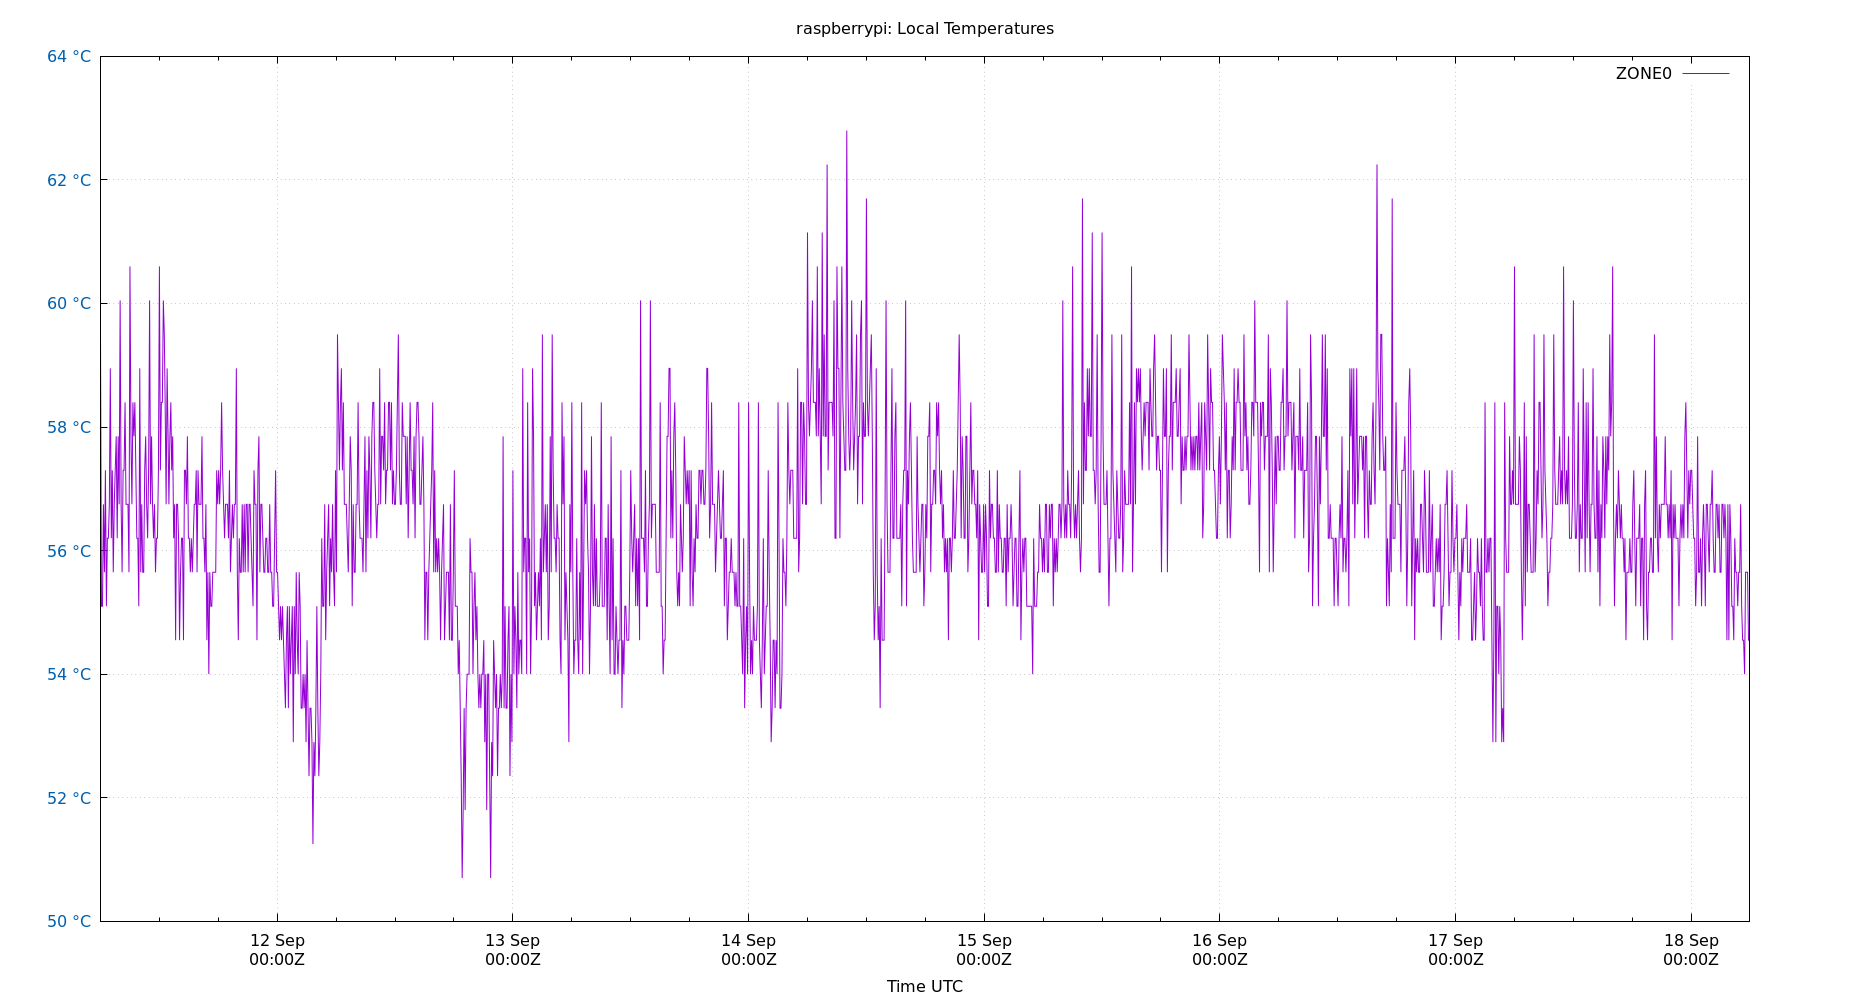 raspberrypi: Local Temperatures
64 °C
ZONE0
62 °C
60 °C
58 °C
56 °C
54 °C
52 °C
50 °C
12 Sep 13 Sep 14 Sep 15 Sep 16 Sep 17 Sep 18 Sep
00:00Z 00:00Z 00:00Z 00:00Z 00:00Z 00:00Z 00:00Z
Time UTC